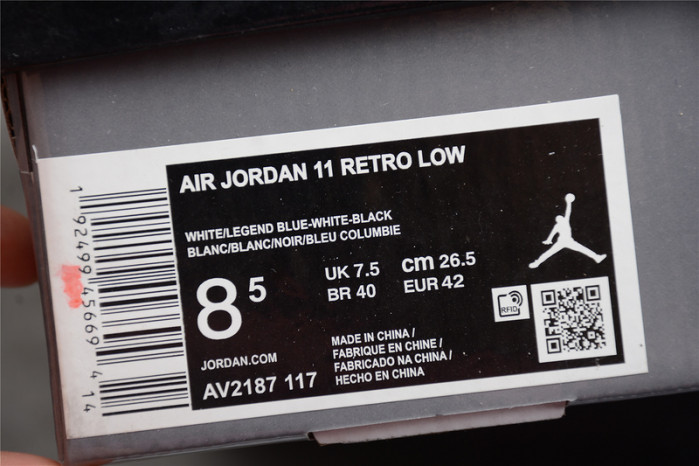 AIR JORDAN 11 RETRO LOW
WHITE/LEGEND BLUE-WHITE-BLACK
BLANC/BLANC/NOIR/BLEU COLUMBIE
8 5
UK 7.5 cm 26.5
BR 40 EUR 42
RFID
JORDAN.COM
AV2187 117
MADE IN CHINA /
FABRIQUE EN CHINE /
FABRICADO NA CHINA /
HECHO EN CHINA
1 92499 45669 4 14